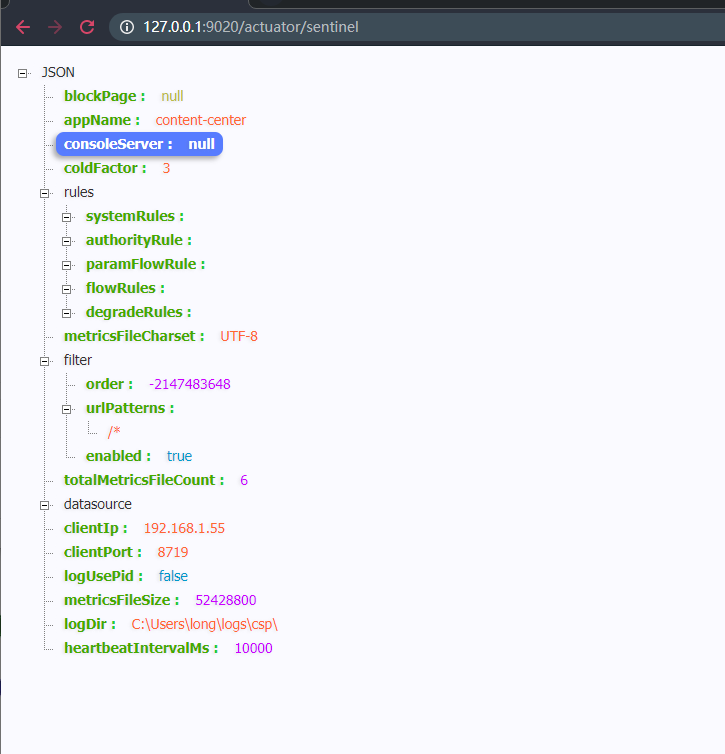 127.0.0.1:9020/actuator/sentinel
JSON
blockPage : null
appName : content-center
consoleServer : null
coldFactor : 3
rules
systemRules :
authorityRule :
paramFlowRule :
flowRules :
degradeRules :
metricsFileCharset : UTF-8
filter
order : -2147483648
urlPatterns :
/*
enabled : true
totalMetricsFileCount : 6
datasource
clientIp : 192.168.1.55
clientPort : 8719
logUsePid : false
metricsFileSize : 52428800
logDir : C:\Users\long\logs\csp\
heartbeatIntervalMs : 10000